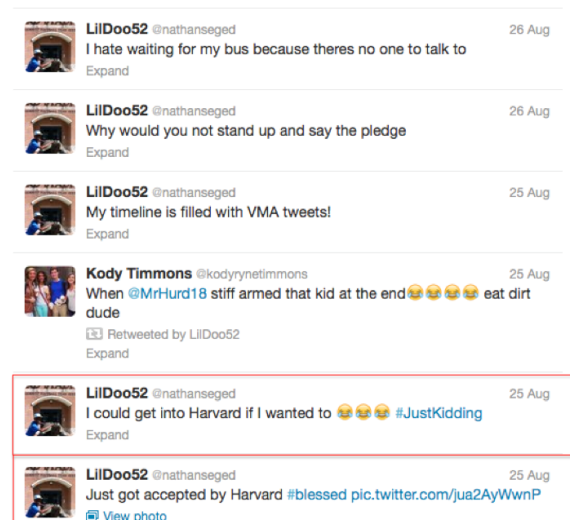 LilDoo52 @nathanseged 26 Aug
I hate waiting for my bus because theres no one to talk to
Expand
LilDoo52 @nathanseged 26 Aug
Why would you not stand up and say the pledge
Expand
LilDoo52 @nathanseged 25 Aug
My timeline is filled with VMA tweets!
Expand
Kody Timmons @kodyrynetimmons 25 Aug
When @MrHurd18 stiff armed that kid at the end😂😂😂😂 eat dirt
dude
Retweeted by LilDoo52
Expand
LilDoo52 @nathanseged 25 Aug
I could get into Harvard if I wanted to 😂😂😂 #JustKidding
Expand
LilDoo52 @nathanseged 25 Aug
Just got accepted by Harvard #blessed pic.twitter.com/jua2AyWwnP
View photo